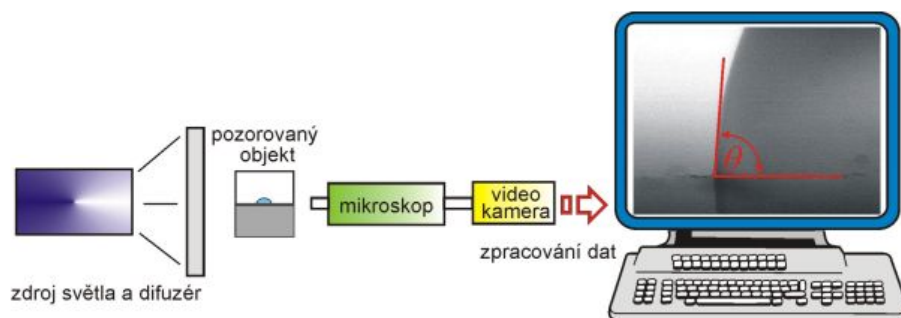 pozorovaný
objekt
mikroskop
video
kamera
zpracování dat
zdroj světla a difuzér
θ